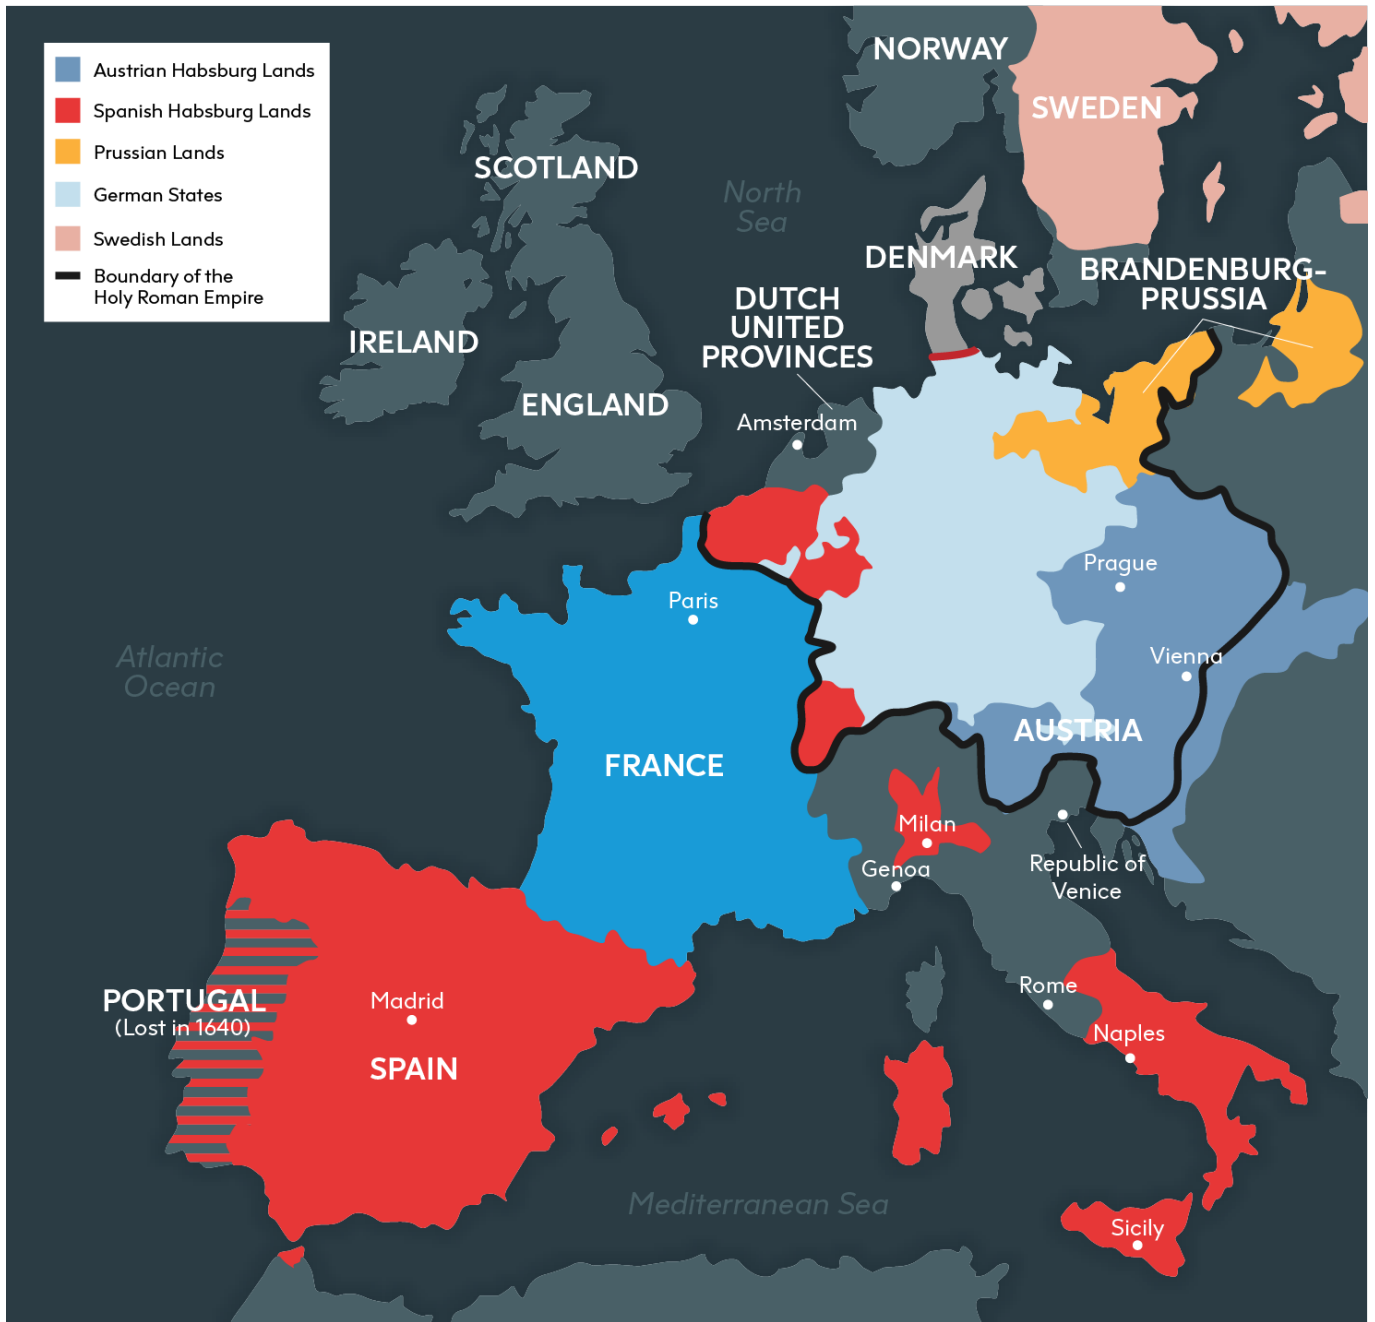 Austrian Habsburg Lands
Spanish Habsburg Lands
Prussian Lands
German States
Swedish Lands
Boundary of the
Holy Roman Empire
NORWAY
SWEDEN
SCOTLAND
North
Sea
DENMARK
BRANDENBURG-
PRUSSIA
DUTCH
UNITED
PROVINCES
IRELAND
ENGLAND
Amsterdam
Prague
Paris
Atlantic
Ocean
Vienna
AUSTRIA
FRANCE
Milan
Genoa
Republic of
Venice
PORTUGAL
(Lost in 1640)
Madrid
SPAIN
Rome
Naples
Mediterranean Sea
Sicily